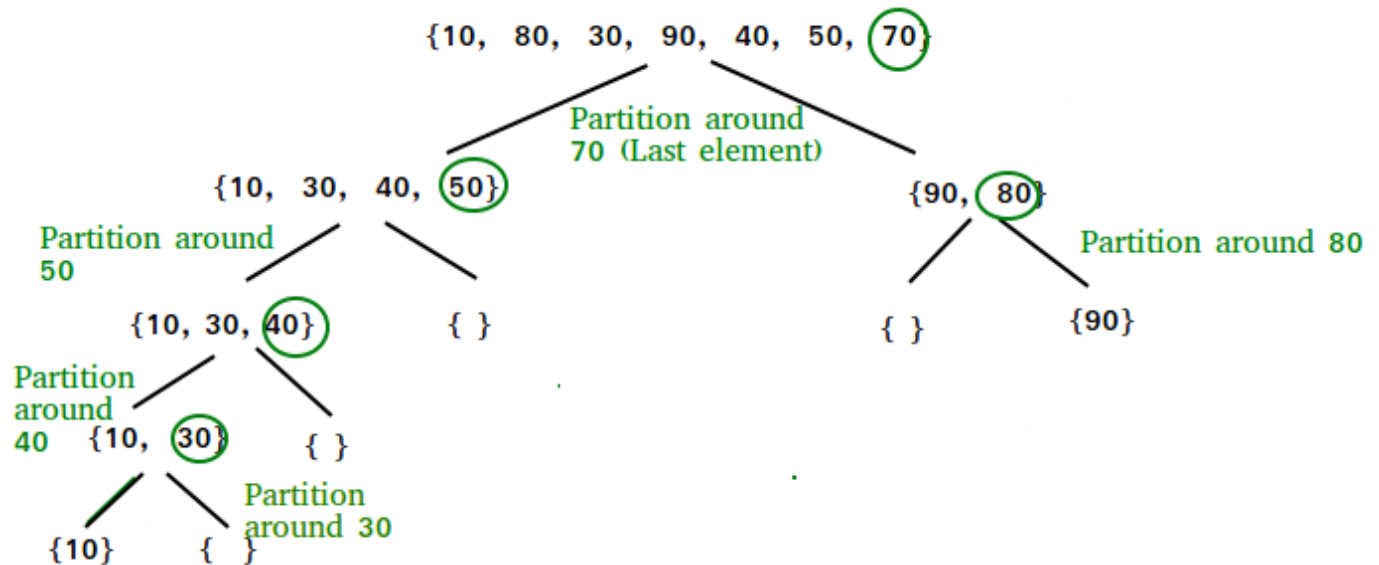 {10, 80, 30, 90, 40, 50, 70}
Partition around
70 (Last element)
{10, 30, 40, 50}
{90, 80}
Partition around
50
Partition around 80
{10, 30, 40}
{ }
{ }
{90}
Partition
around
40
{10, 30}
{ }
Partition
around 30
{10}
{ }